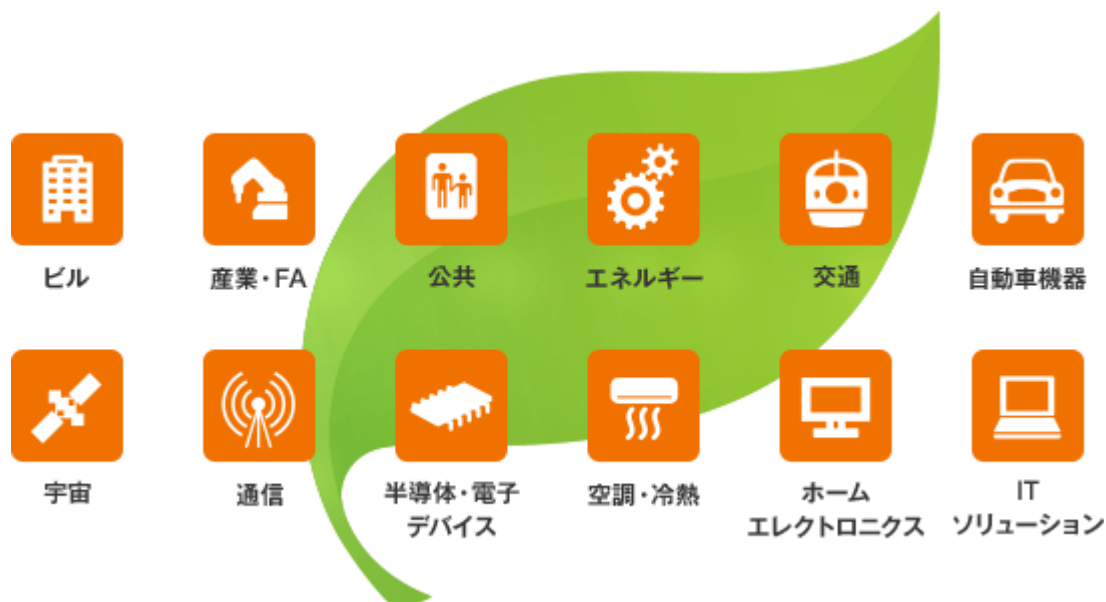 ビル
産業・FA
公共
エネルギー
交通
自動車機器
宇宙
通信
半導体・電子
デバイス
空調・冷熱
ホーム
エレクトロニクス
IT
ソリューション